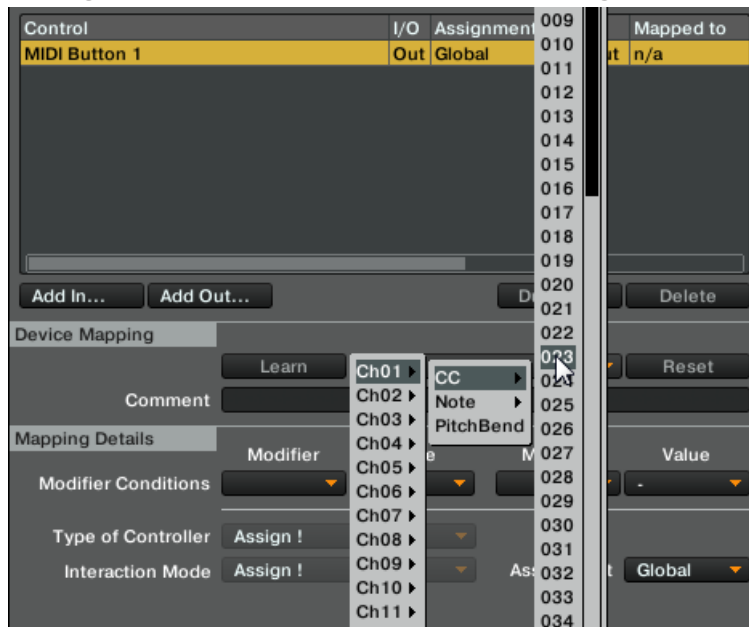 Control I/O Assignment Mapped to
MIDI Button 1 Out Global n/a
009
010
011
012
013
014
015
016
017
018
019
020
021
022
023
024
025
026
027
028
029
030
031
032
033
034
Add In... Add Out... Delete
Device Mapping
Learn Reset
Comment
Ch01
Ch02
Ch03
Ch04
Ch05
Ch06
Ch07
Ch08
Ch09
Ch10
Ch11
CC
Note
PitchBend
Mapping Details
Modifier Value
Modifier Conditions -
Type of Controller Assign !
Interaction Mode Assign ! Global